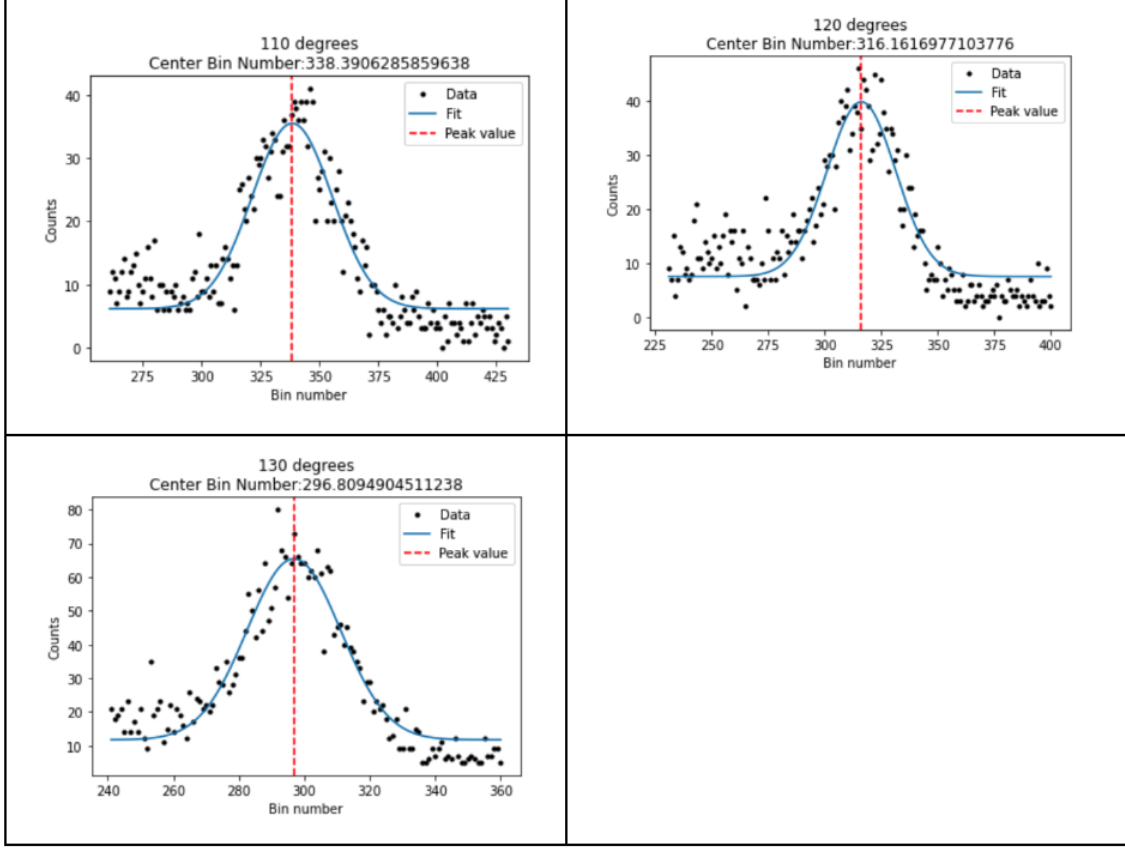 110 degrees
Center Bin Number:338.3906285859638
Data
Fit
Peak value
40
30
20
10
0
Counts
275
300
325
350
375
400
425
Bin number
120 degrees
Center Bin Number:316.1616977103776
Data
Fit
Peak value
40
30
20
10
0
Counts
225
250
275
300
325
350
375
400
Bin number
130 degrees
Center Bin Number:296.8094904511238
Data
Fit
Peak value
80
70
60
50
40
30
20
10
Counts
240
260
280
300
320
340
360
Bin number